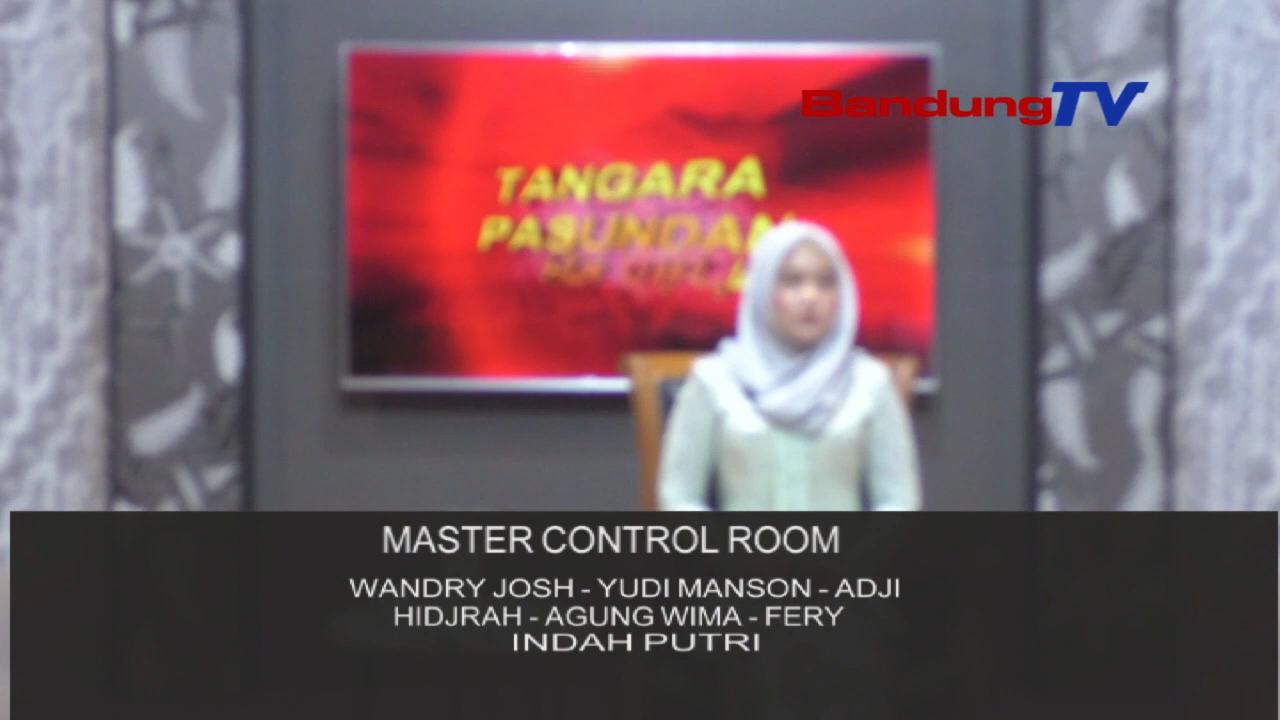 BandungTV
TANGARA
PASUNDAN
MASTER CONTROL ROOM
WANDRY JOSH - YUDI MANSON - ADJI
HIDJRAH - AGUNG WIMA - FERY
INDAH PUTRI